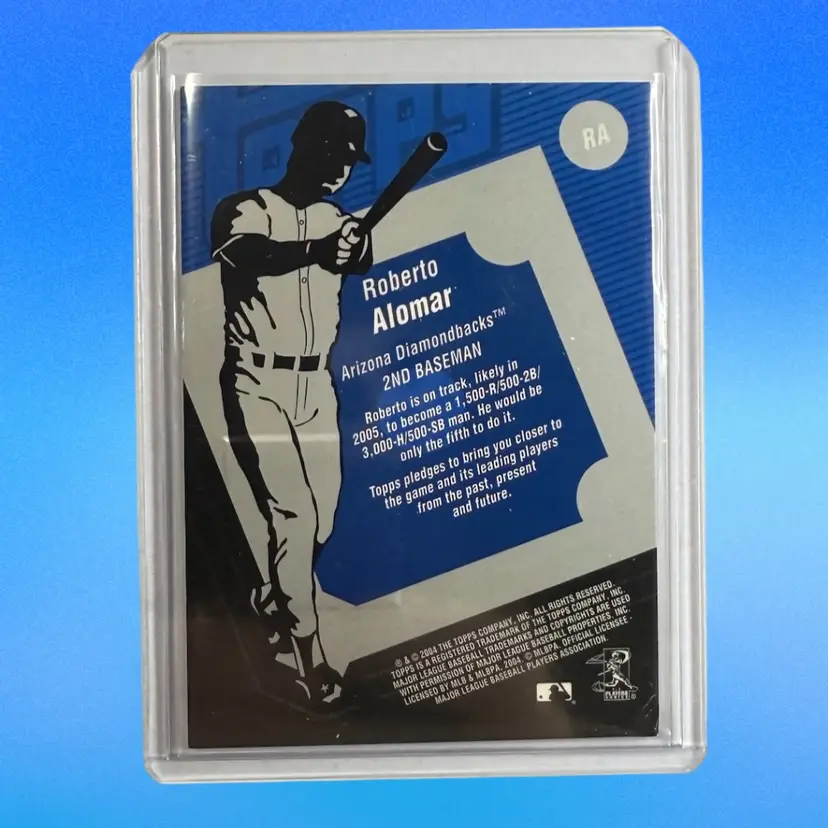 TOPPS
RA
Roberto
Alomar
Arizona Diamondbacks™
2ND BASEMAN
Roberto is on track, likely in
2005, to become a 1,500-R/500-2B/
3,000-H/500-SB man. He would be
only the fifth to do it.
Topps pledges to bring you closer to
the game and its leading players
from the past, present
and future.
® & © 2004 THE TOPPS COMPANY, INC. ALL RIGHTS RESERVED.
TOPPS IS A REGISTERED TRADEMARK OF THE TOPPS COMPANY, INC.
MAJOR LEAGUE BASEBALL TRADEMARKS AND COPYRIGHTS ARE USED
WITH PERMISSION OF MAJOR LEAGUE BASEBALL PROPERTIES, INC.
LICENSED BY MLB & MLBPA, 2004. © MLBPA. OFFICIAL LICENSEE -
MAJOR LEAGUE BASEBALL PLAYERS ASSOCIATION.